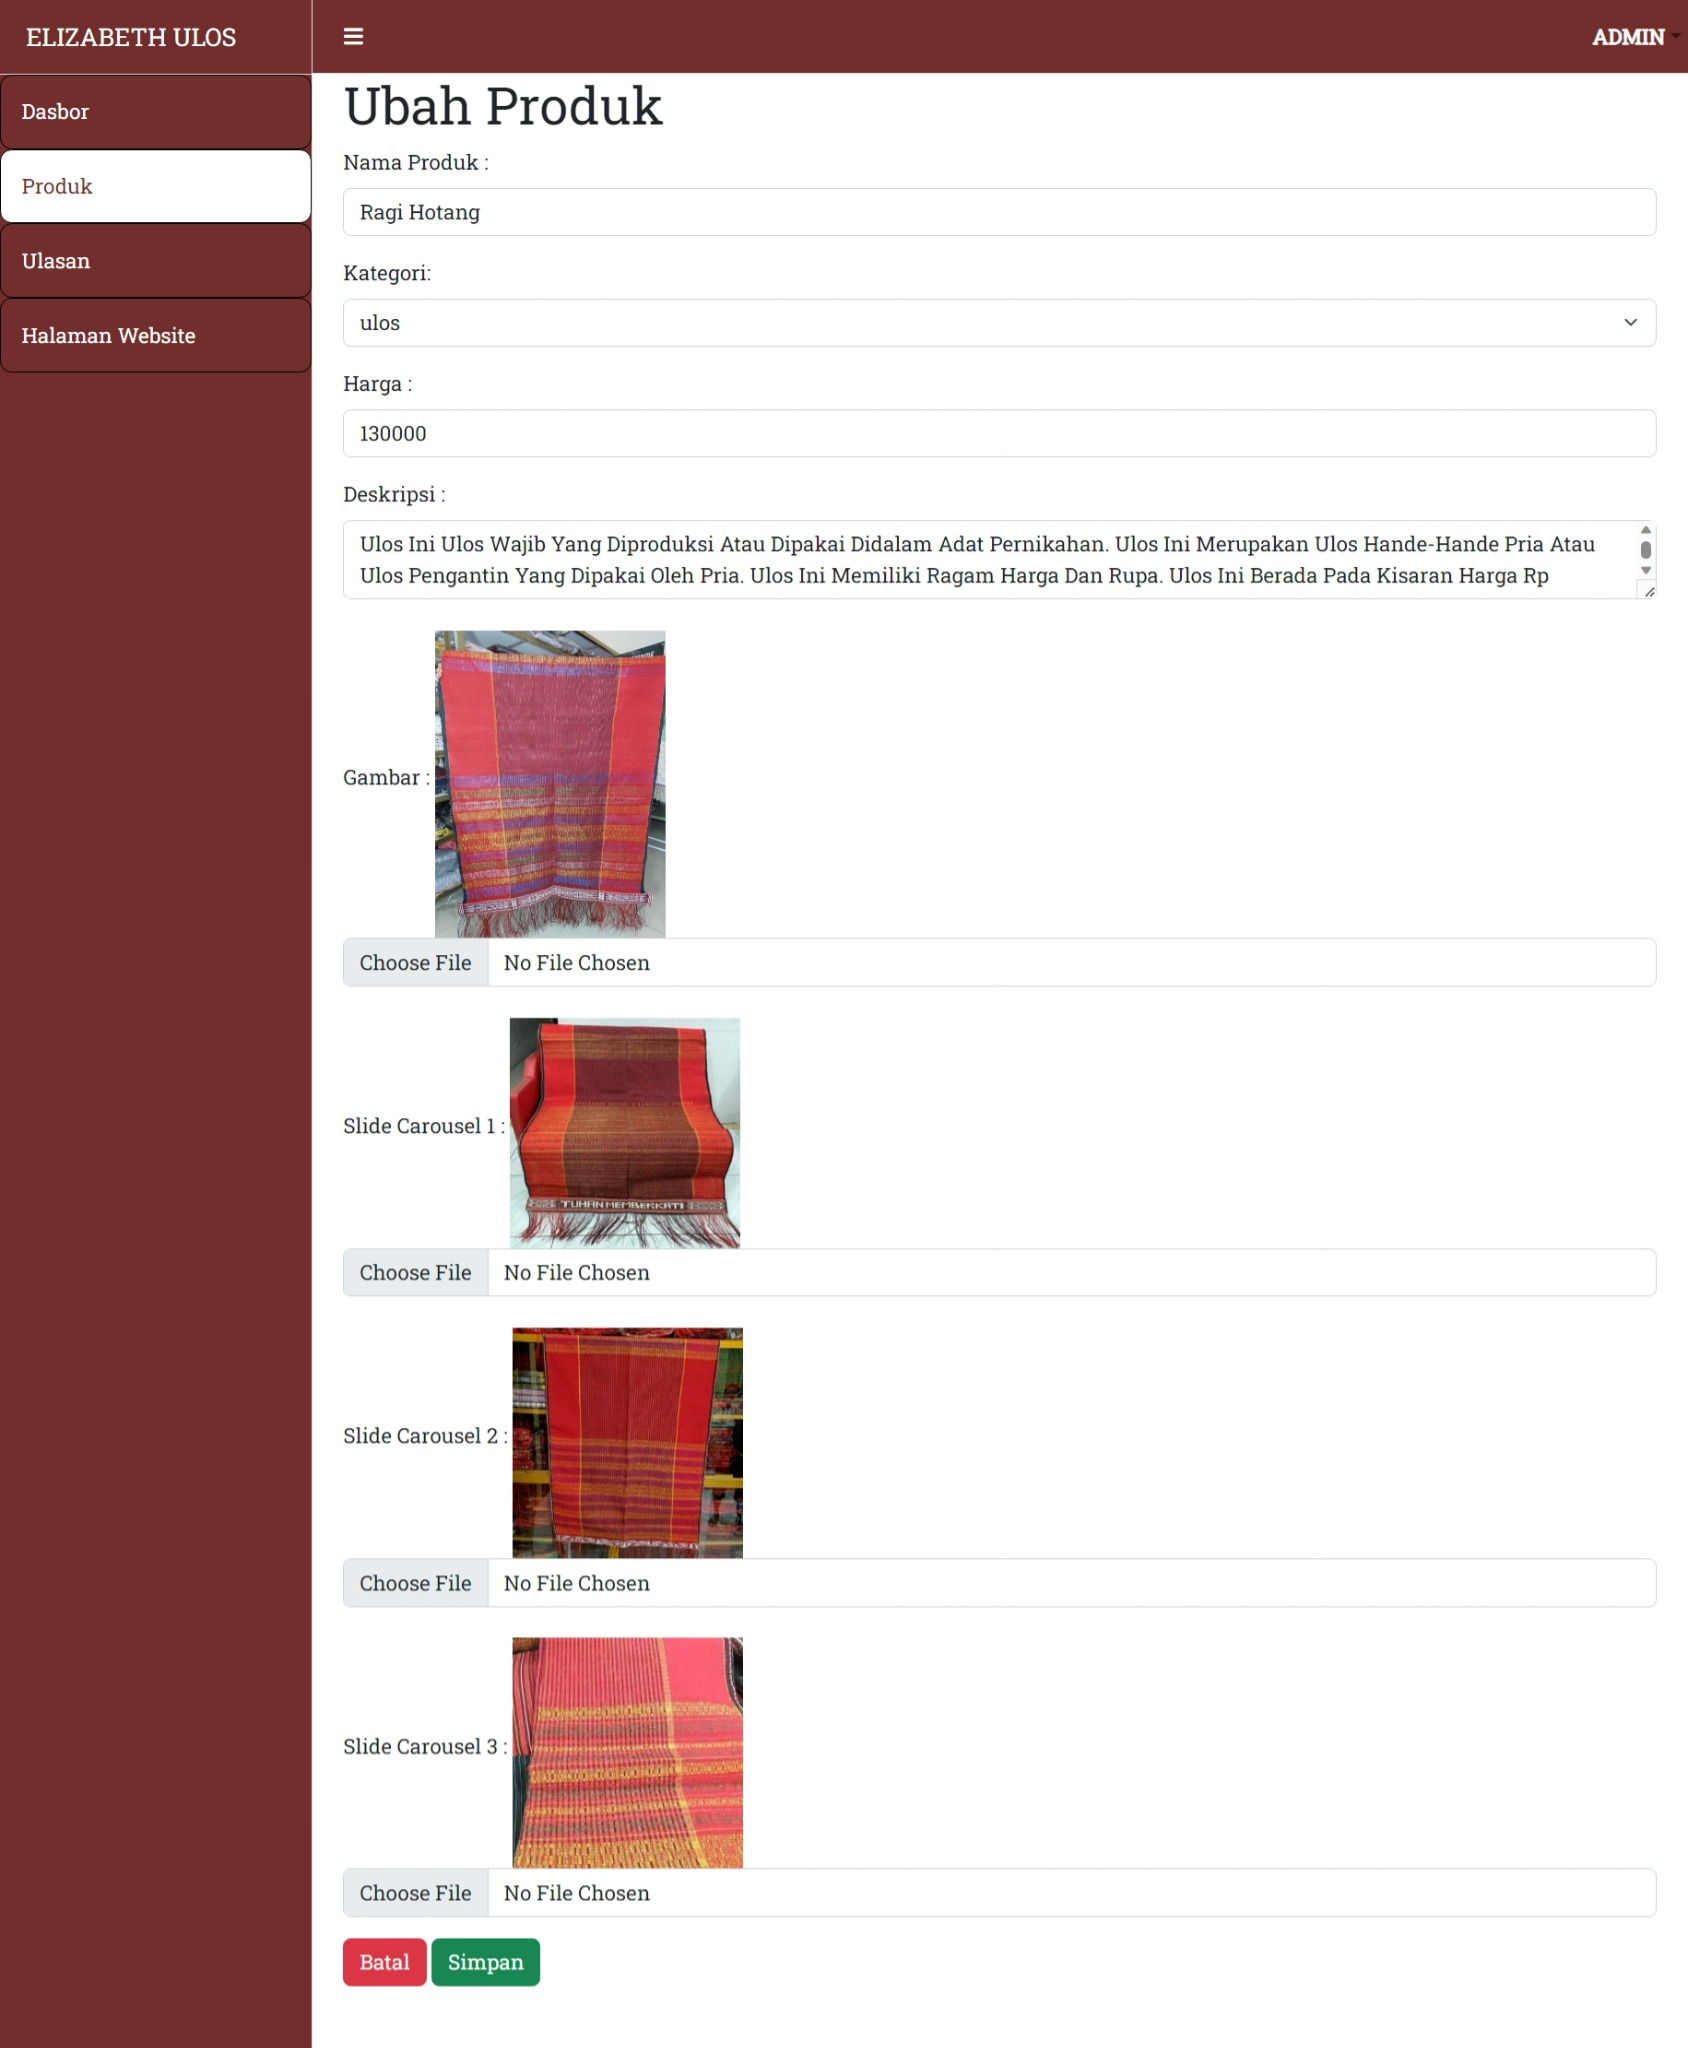 ELIZABETH ULOS
ADMIN
Dasbor
Produk
Ulasan
Halaman Website
Ubah Produk
Nama Produk :
Ragi Hotang
Kategori:
ulos
Harga :
130000
Deskripsi :
Ulos Ini Ulos Wajib Yang Diproduksi Atau Dipakai Didalam Adat Pernikahan. Ulos Ini Merupakan Ulos Hande-Hande Pria Atau
Ulos Pengantin Yang Dipakai Oleh Pria. Ulos Ini Memiliki Ragam Harga Dan Rupa. Ulos Ini Berada Pada Kisaran Harga Rp
Gambar :
Choose File No File Chosen
Slide Carousel 1 :
TUHAN MEMBERKATI
Choose File No File Chosen
Slide Carousel 2 :
Choose File No File Chosen
Slide Carousel 3 :
Choose File No File Chosen
Batal Simpan